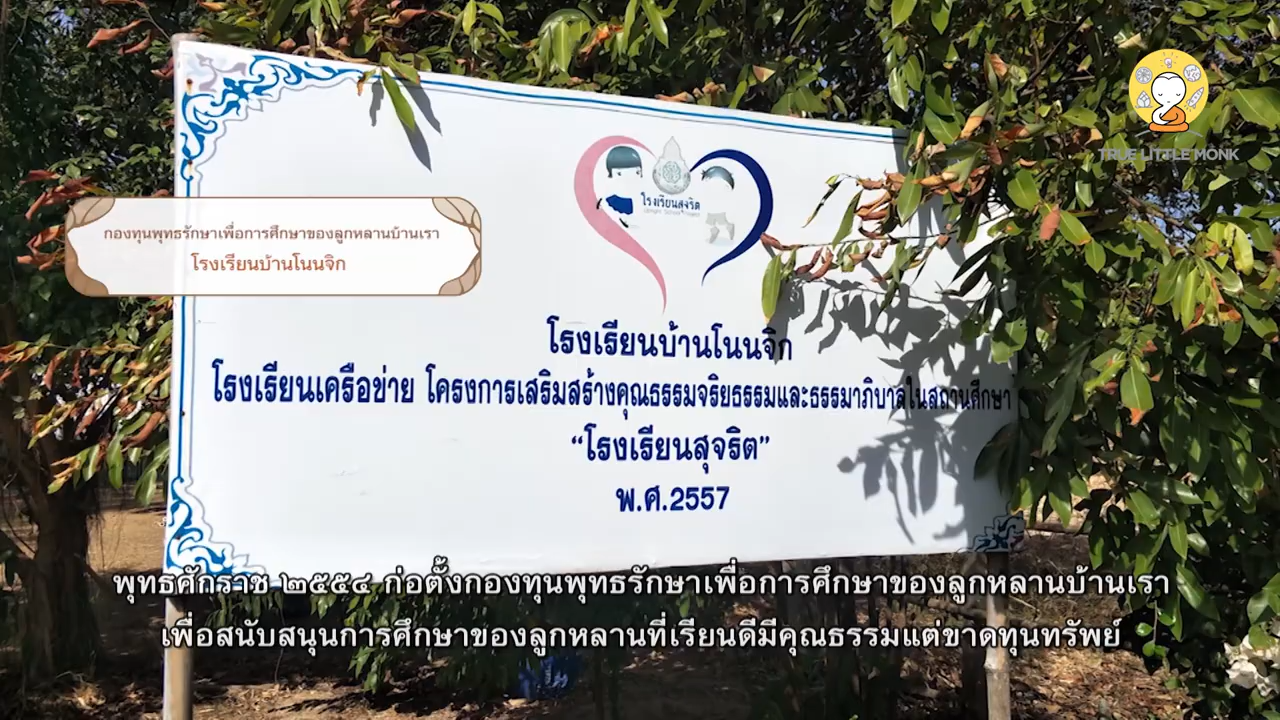 TRUE LITTLE MONK
โรงเรียนสุจริต
กองทุนพุทธรักษาเพื่อการศึกษาของลูกหลานบ้านเรา
โรงเรียนบ้านโนนจิก
โรงเรียนบ้านโนนจิก
โรงเรียนเครือข่าย โครงการเสริมสร้างคุณธรรมจริยธรรมและธรรมาภิบาลในสถานศึกษา
“โรงเรียนสุจริต”
พ.ศ.2557
พุทธศักราช ๒๕๕๔ ก่อตั้งกองทุนพุทธรักษาเพื่อการศึกษาของลูกหลานบ้านเรา
เพื่อสนับสนุนการศึกษาของลูกหลานที่เรียนดีมีคุณธรรมแต่ขาดทุนทรัพย์